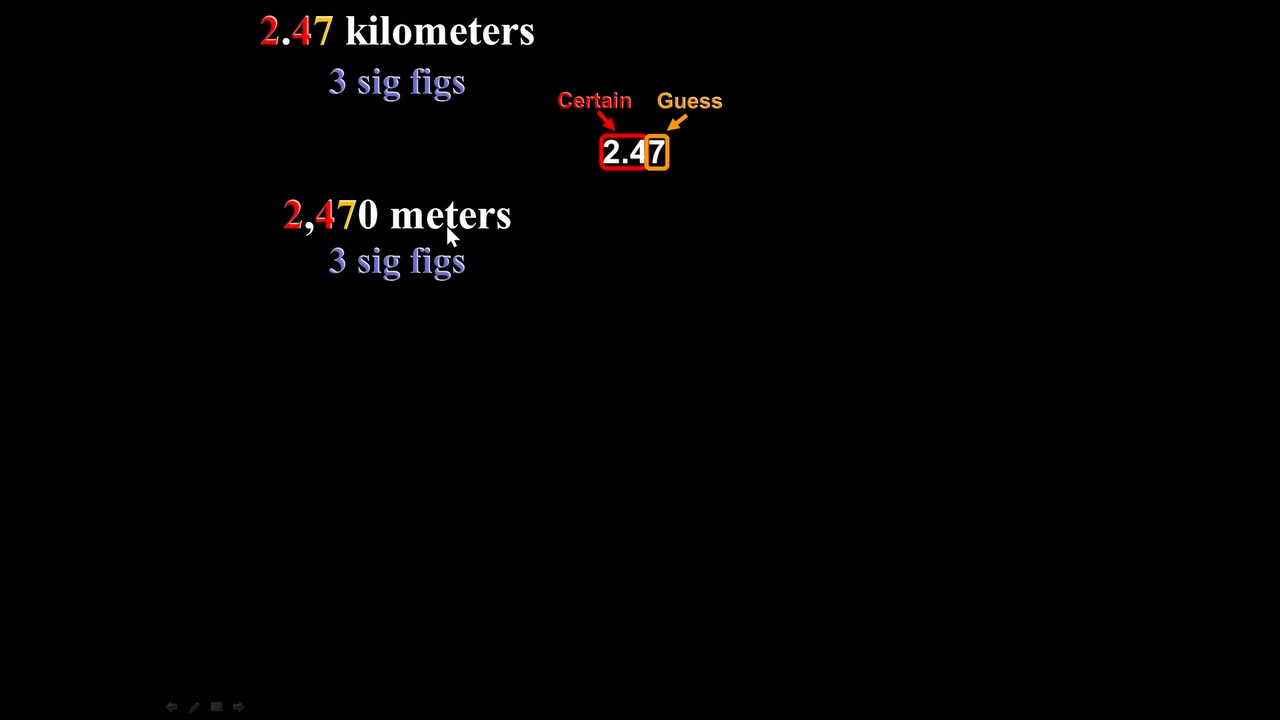 2.47 kilometers
3 sig figs
Certain Guess
2.47
2,470 meters
3 sig figs